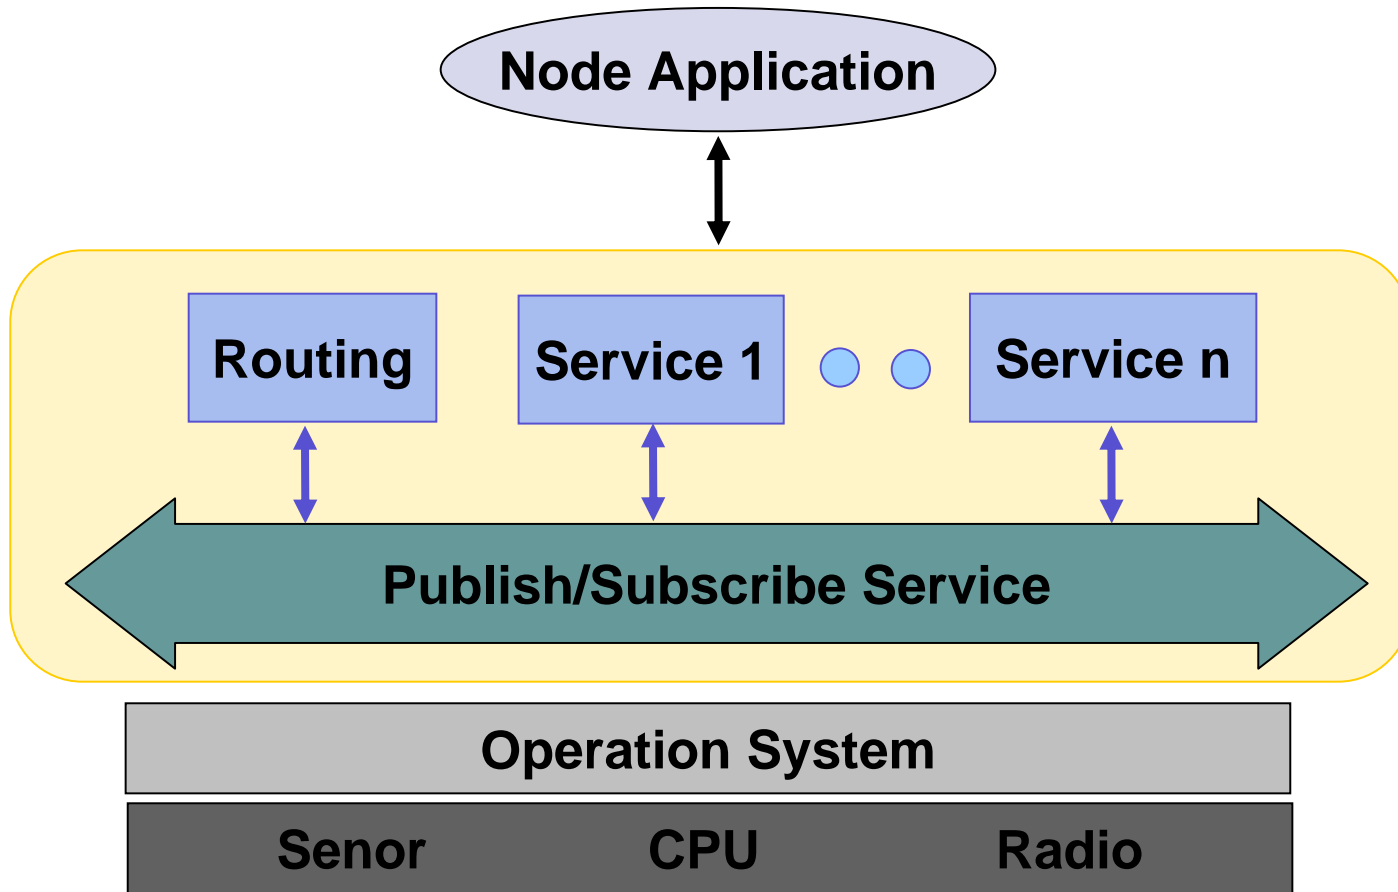 Node Application
Routing
Service 1
Service n
Publish/Subscribe Service
Operation System
Senor CPU Radio